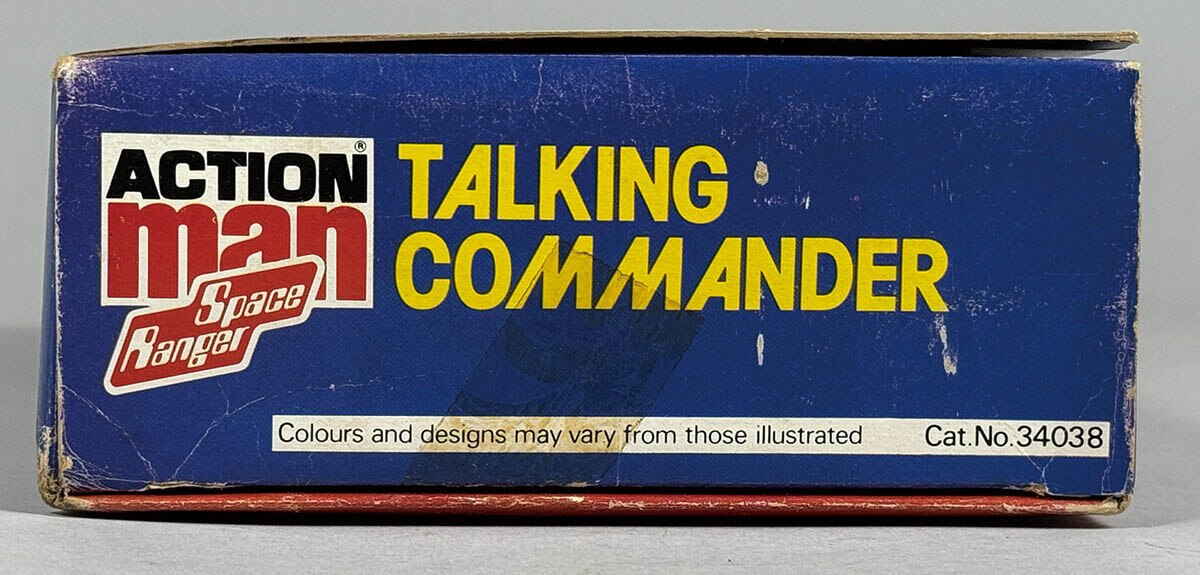 ACTION®
man
Space
Ranger
TALKING
COMMANDER
Colours and designs may vary from those illustrated Cat.No.34038